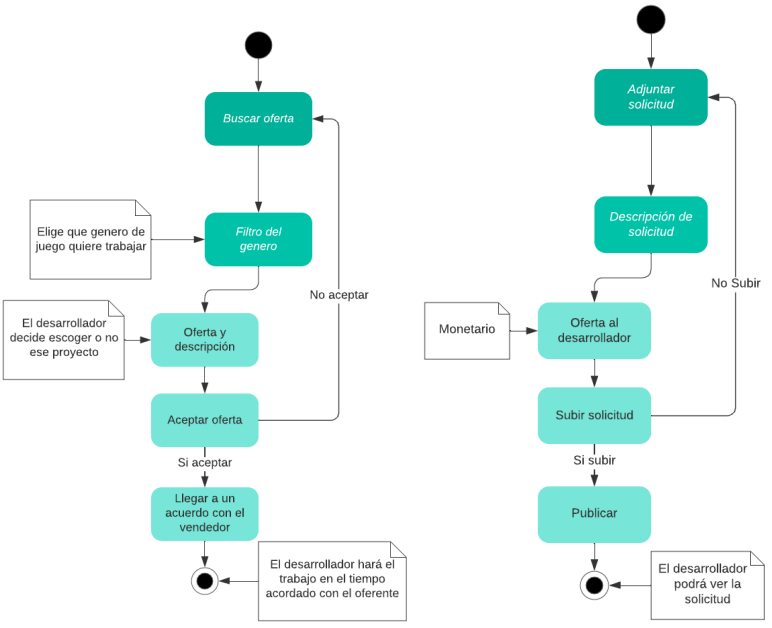 Buscar oferta
Elige que genero de
juego quiere trabajar
Filtro del
genero
No aceptar
El desarrollador
decide escoger o no
ese proyecto
Oferta y
descripción
Aceptar oferta
Si aceptar
Llegar a un
acuerdo con el
vendedor
El desarrollador hará el
trabajo en el tiempo
acordado con el oferente
Adjuntar
solicitud
Descripción de
solicitud
No Subir
Monetario
Oferta al
desarrollador
Subir solicitud
Si subir
Publicar
El desarrollador
podrá ver la
solicitud